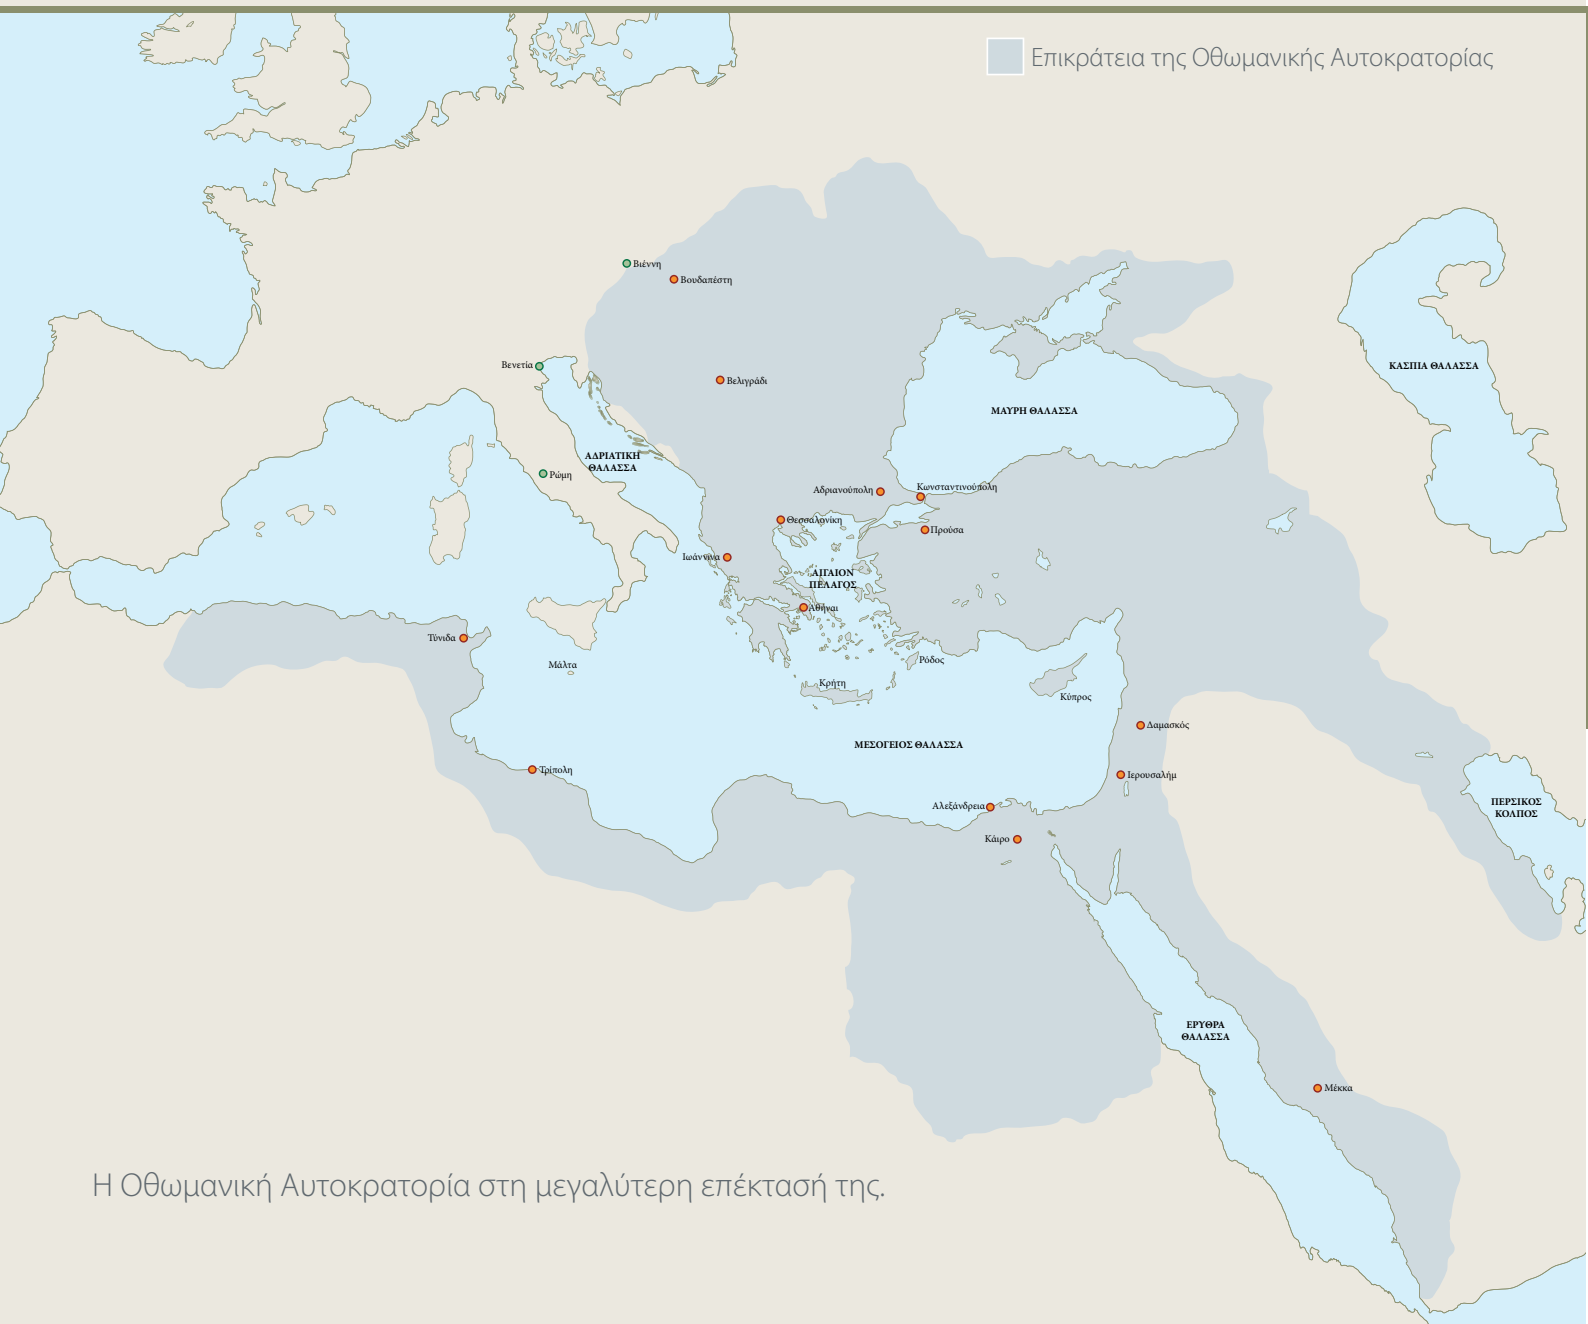 Επικράτεια της Οθωμανικής Αυτοκρατορίας
Βιέννη
Βουδαπέστη
Βενετία
Βελιγράδι
ΚΑΣΠΙΑ ΘΑΛΑΣΣΑ
ΜΑΥΡΗ ΘΑΛΑΣΣΑ
ΑΔΡΙΑΤΙΚΗ
ΘΑΛΑΣΣΑ
Ρώμη
Αδριανούπολη
Κωνσταντινούπολη
Θεσσαλονίκη
Προύσα
Ιωάννινα
ΑΙΓΑΙΟΝ
ΠΕΛΑΓΟΣ
Αθήναι
Τύνιδα
Μάλτα
Ρόδος
Κρήτη
Κύπρος
Δαμασκός
ΜΕΣΟΓΕΙΟΣ ΘΑΛΑΣΣΑ
Τρίπολη
Ιερουσαλήμ
Αλεξάνδρεια
ΠΕΡΣΙΚΟΣ
ΚΟΛΠΟΣ
Κάιρο
ΕΡΥΘΡΑ
ΘΑΛΑΣΣΑ
Μέκκα
Η Οθωμανική Αυτοκρατορία στη μεγαλύτερη επέκτασή της.